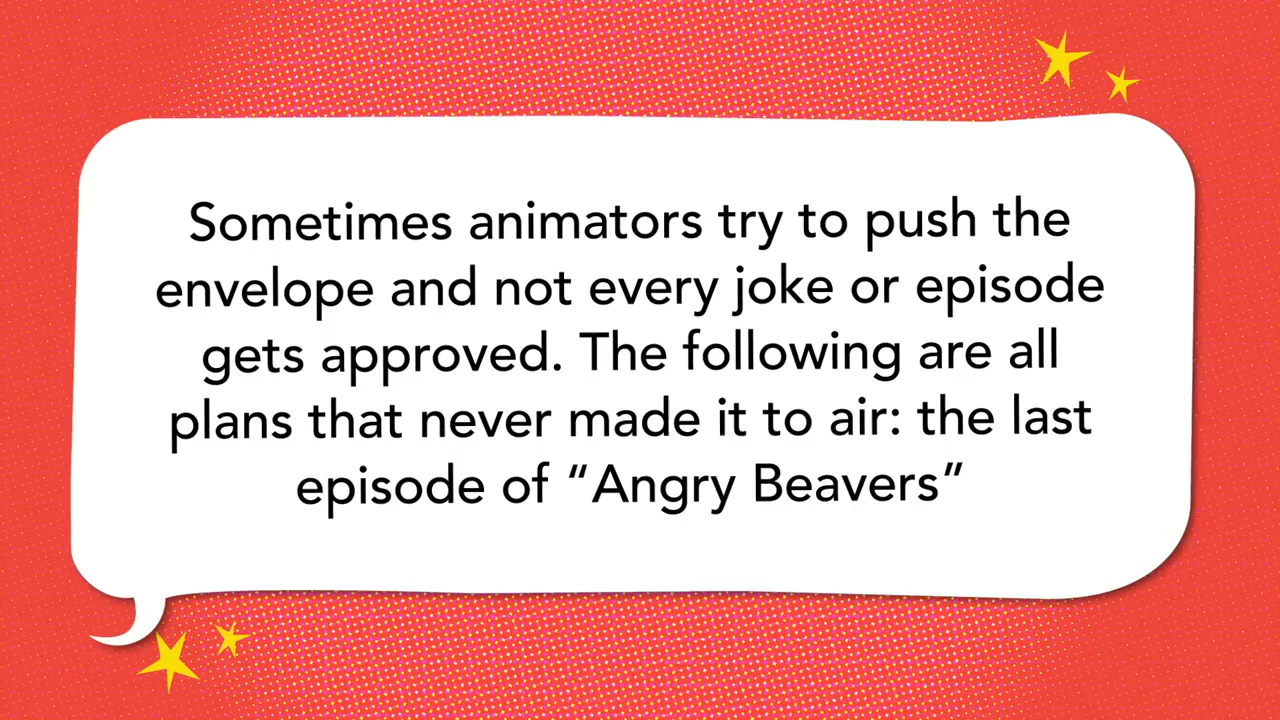 Sometimes animators try to push the
envelope and not every joke or episode
gets approved. The following are all
plans that never made it to air: the last
episode of “Angry Beavers”